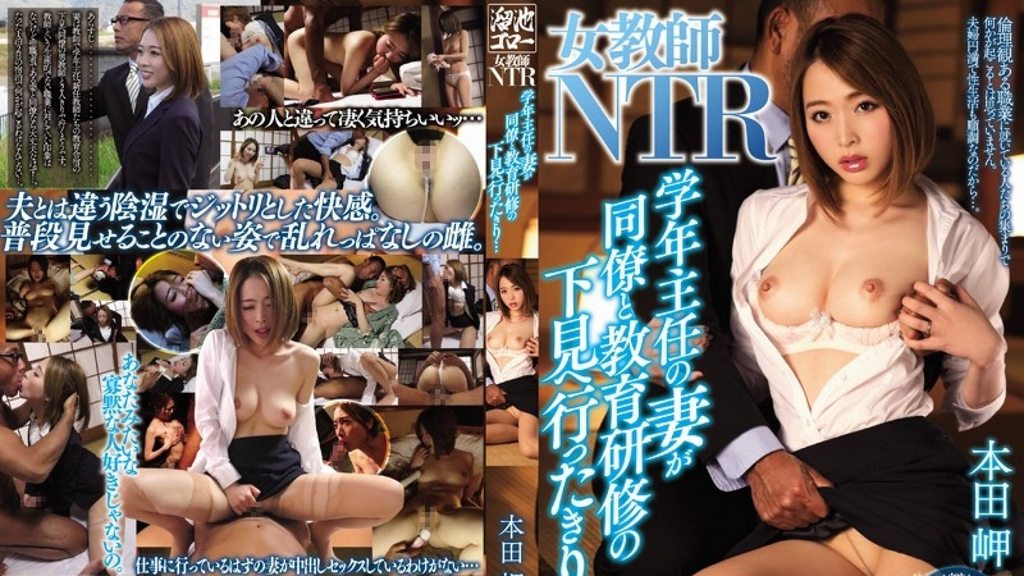 あの人と違って凄く気持ちいいッ…
夫とは違う陰湿でジットリとした快感。
普段見せることのない姿で乱れっぱなしの雌。
あなたみたいな
寡黙な人、好きじゃないの。
仕事に行っているはずの妻が中出しセックスしているわけがない…
溜池
ゴロー
女教師
NTR
学年主任の妻が
同僚と教育研修の
下見へ行ったきり…
本田 岬
倫理観ある職業に就いている人たちの集まりで
何かが起こるとは思っていません。
夫婦円満で性生活も順調なのだから…。
女教師
NTR
学年主任の妻が
同僚と教育研修の
下見へ行ったきり
本田 岬